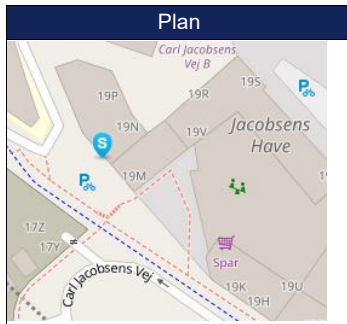 Plan
Carl Jacobsens
Vej B
19S
19P
19R
19N
19V
S
Jacobsens
Have
19M
17Z
17Y
Spar
Carl Jacobsens Vej
19K
19U
19H